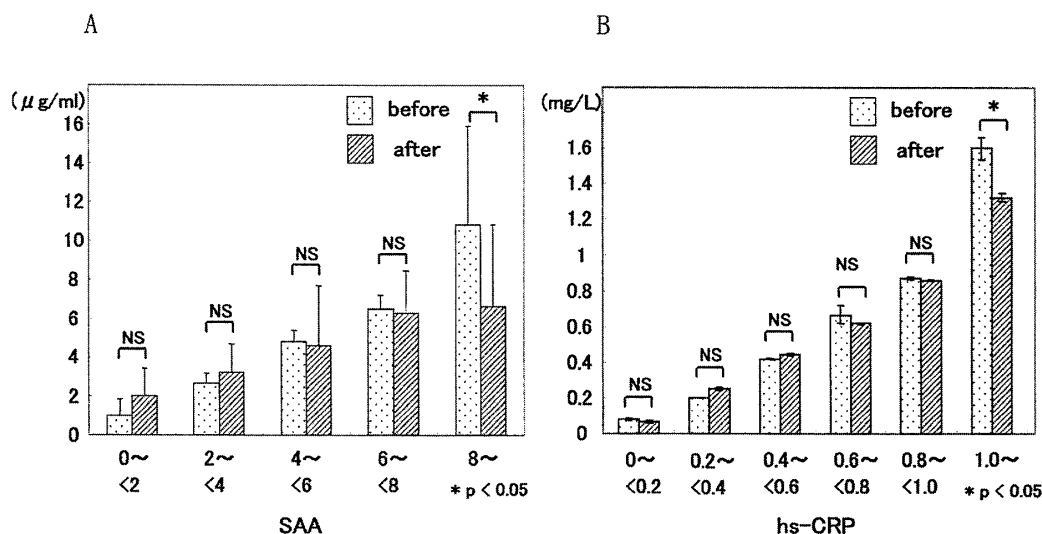 A
(μg/ml)
16
14
12
10
8
6
4
2
0
before
after
NS
NS
NS
NS
*
0~ 2~ 4~ 6~ 8~
<2 <4 <6 <8 * p < 0.05
SAA
B
(mg/L)
1.6
1.4
1.2
1
0.8
0.6
0.4
0.2
0
before
after
NS
NS
NS
NS
NS
*
0~ 0.2~ 0.4~ 0.6~ 0.8~ 1.0~
<0.2 <0.4 <0.6 <0.8 <1.0 * p < 0.05
hs-CRP